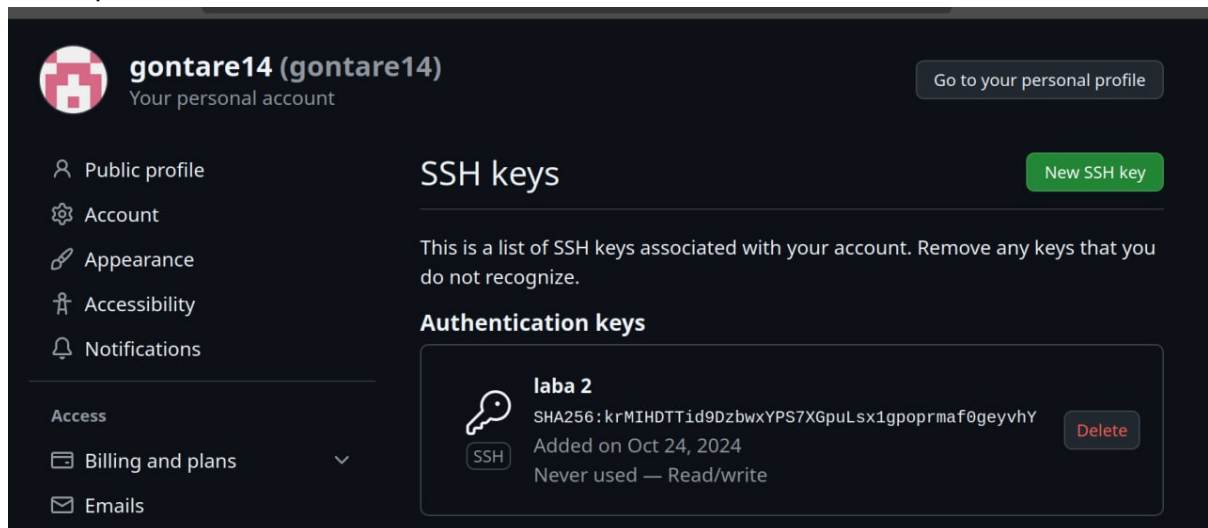 gontare14 (gontare14)
Your personal account
Go to your personal profile
Public profile
Account
Appearance
Accessibility
Notifications
Access
Billing and plans
Emails
SSH keys
New SSH key
This is a list of SSH keys associated with your account. Remove any keys that you
do not recognize.
Authentication keys
laba 2
SHA256:krMIHDTTid9DzbwxYPS7XGpuLsx1gpoprmaf0geyvhY
SSH
Added on Oct 24, 2024
Never used — Read/write
Delete